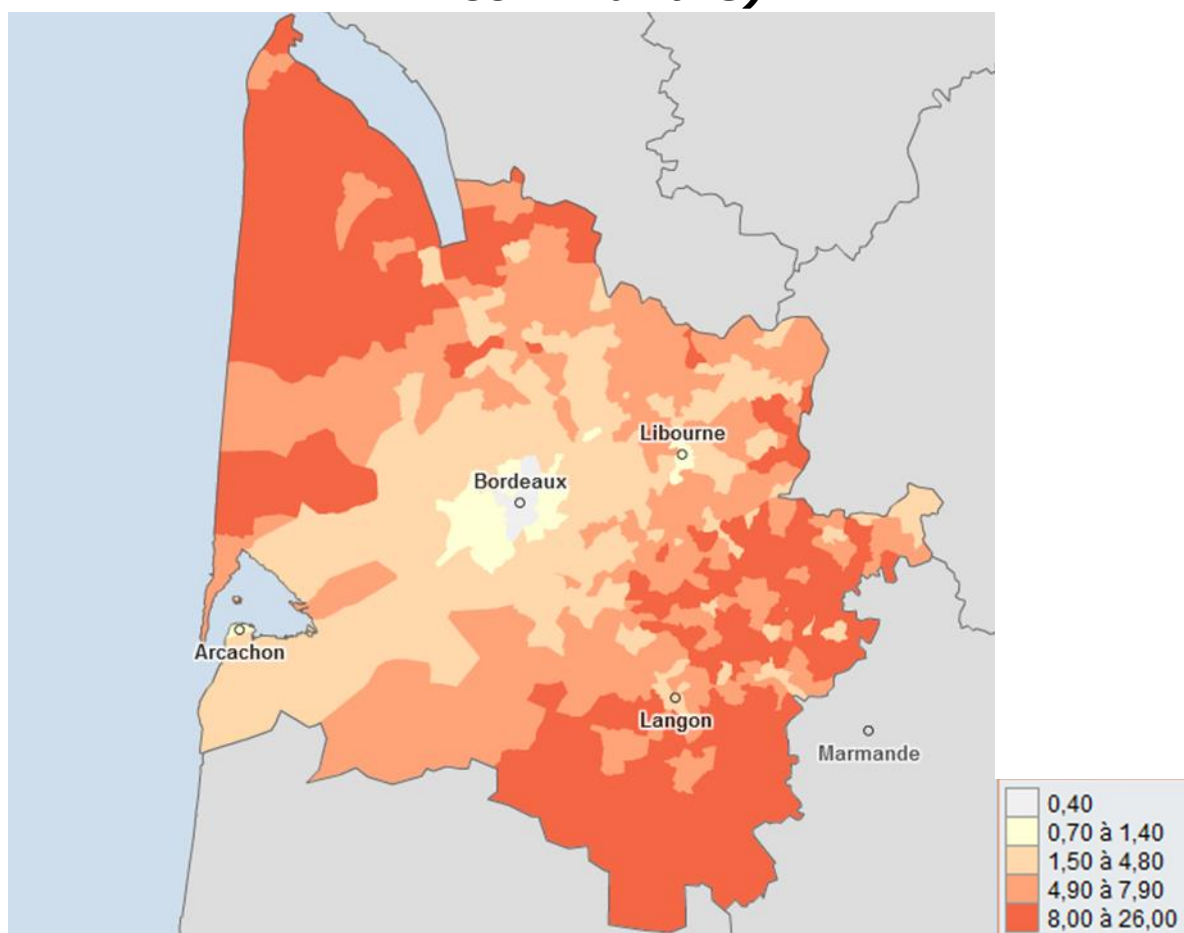 Libourne
Bordeaux
Arcachon
Langon
Marmande
0,40
0,70 à 1,40
1,50 à 4,80
4,90 à 7,90
8,00 à 26,00